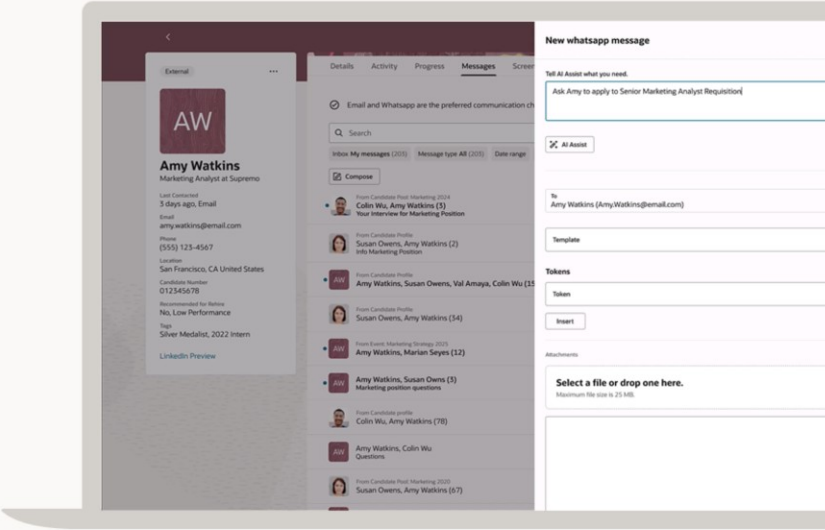 External
...
AW
Amy Watkins
Marketing Analyst at Supremo
Last Contacted
3 days ago, Email
Email
amy.watkins@email.com
Phone
(555) 123-4567
Location
San Francisco, CA United States
Candidate Number
012345678
Recommended for Rehire
No, Low Performance
Tags
Silver Medalist, 2022 Intern
LinkedIn Preview
Details Activity Progress Messages Screen
Email and Whatsapp are the preferred communication ch
Search
Inbox My messages (205) Message type All (205) Date range
Compose
From Candidate Pool: Marketing 2024
Colin Wu, Amy Watkins (3)
Your Interview for Marketing Position
From Candidate Profile
Susan Owens, Amy Watkins (2)
Info Marketing Position
AW
From Candidate Profile
Amy Watkins, Susan Owens, Val Amaya, Colin Wu (15
From Candidate Profile
Susan Owens, Amy Watkins (34)
AW
From Event: Marketing Strategy, 2025
Amy Watkins, Marian Seyes (12)
AW
Amy Watkins, Susan Owns (3)
Marketing position questions
From Candidate profile
Colin Wu, Amy Watkins (78)
AW
Amy Watkins, Colin Wu
Questions
From Candidate Pool: Marketing 2020
Susan Owens, Amy Watkins (67)
New whatsapp message
Tell AI Assist what you need.
Ask Amy to apply to Senior Marketing Analyst Requisition
AI Assist
To
Amy Watkins (Amy.Watkins@email.com)
Template
Tokens
Token
Insert
Attachments
Select a file or drop one here.
Maximum file size is 25 MB.